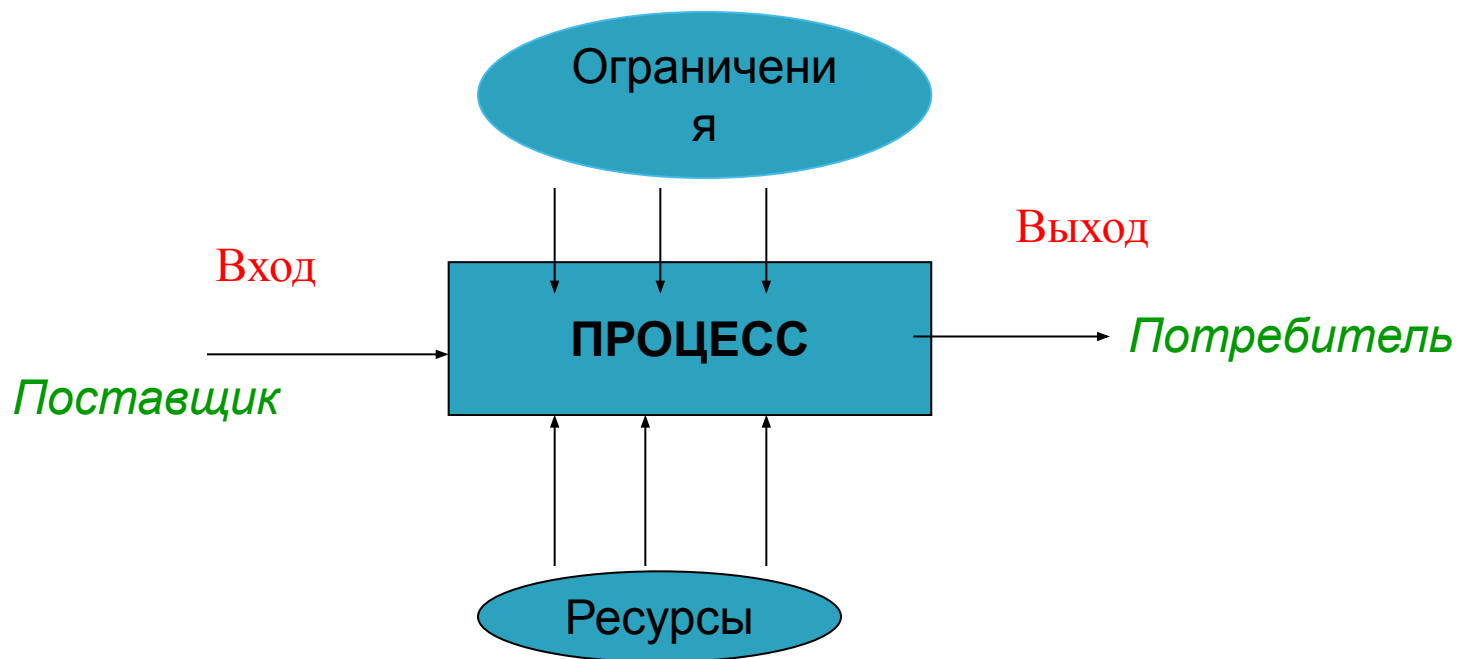 Ограничени
я
Выход
Вход
ПРОЦЕСС
Потребитель
Поставщик
Ресурсы